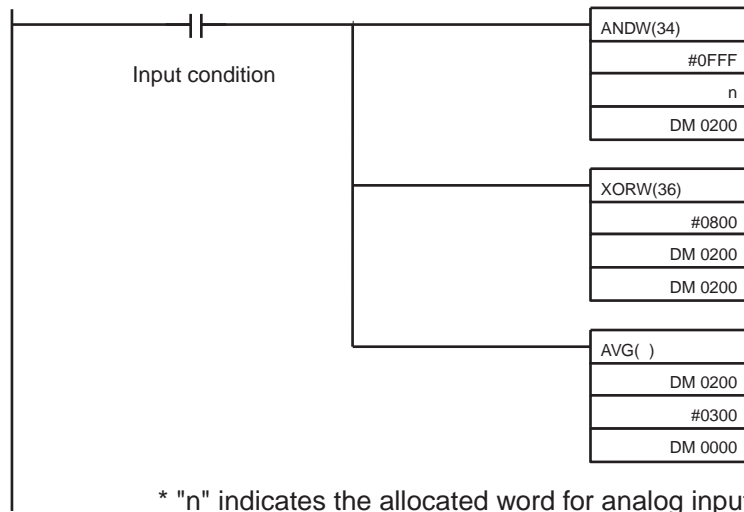 ANDW(34)
#0FFF
Input condition
n
DM 0200
XORW(36)
#0800
DM 0200
DM 0200
AVG( )
DM 0200
#0300
DM 0000
* "n" indicates the allocated word for analog input